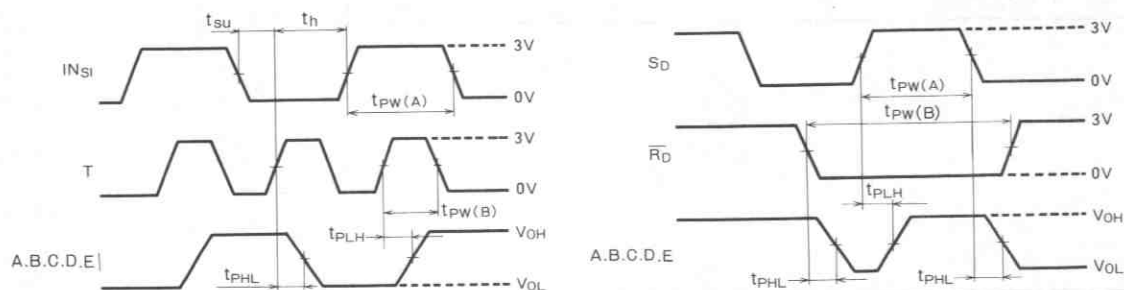 tsu
th
INSI
3V
tPW(A)
0V
T
3V
0V
tPW(B)
tPLH
VOH
A.B.C.D.E
tPHL
VOL
SD
3V
tPW(A)
0V
tPW(B)
RD
3V
0V
tPLH
VOH
A.B.C.D.E
tPHL
tPHL
VOL